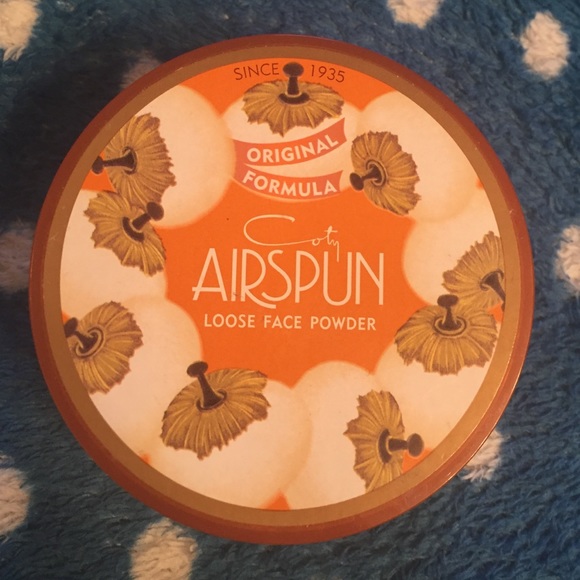 SINCE 1935
ORIGINAL
FORMULA
Coty
AIRSPUN
LOOSE FACE POWDER